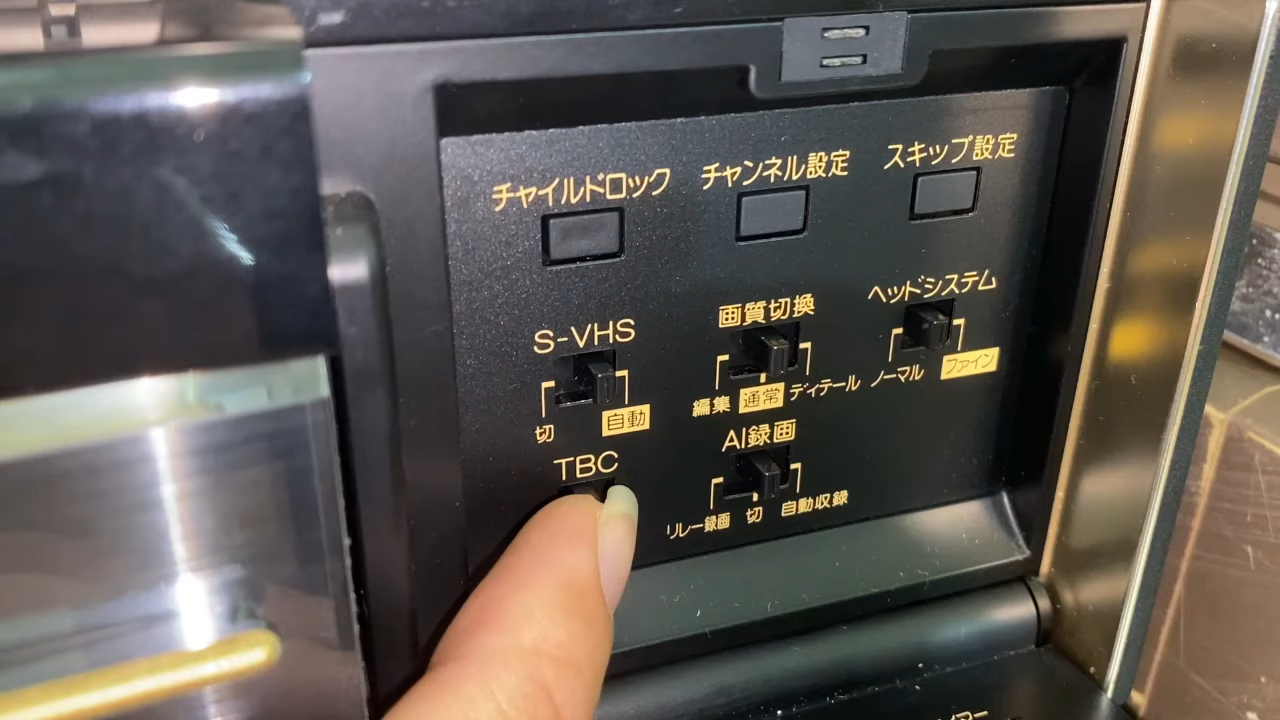 チャイルドロック
チャンネル設定
スキップ設定
S-VHS
切 自動
画質切換
編集 通常 ディテール
ヘッドシステム
ノーマル ファイン
TBC
AI録画
リレー録画 切 自動収録